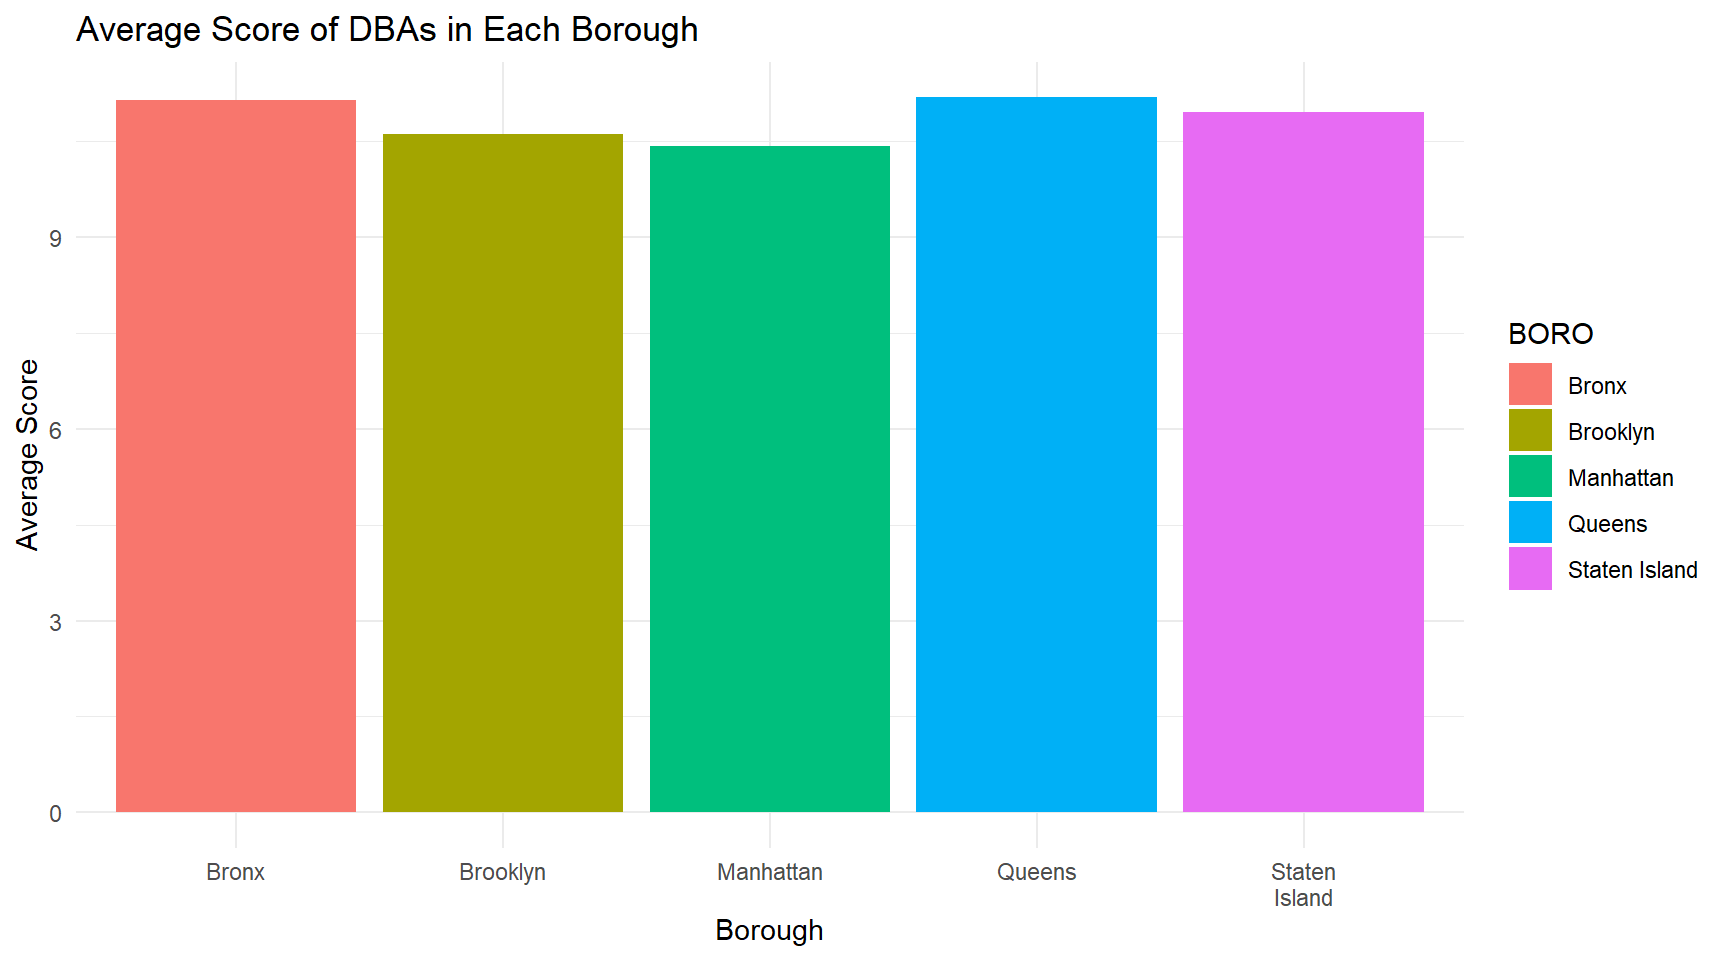 Average Score of DBAs in Each Borough
Average Score
9
6
3
0
Bronx
Brooklyn
Manhattan
Queens
Staten
Island
Borough
BORO
Bronx
Brooklyn
Manhattan
Queens
Staten Island